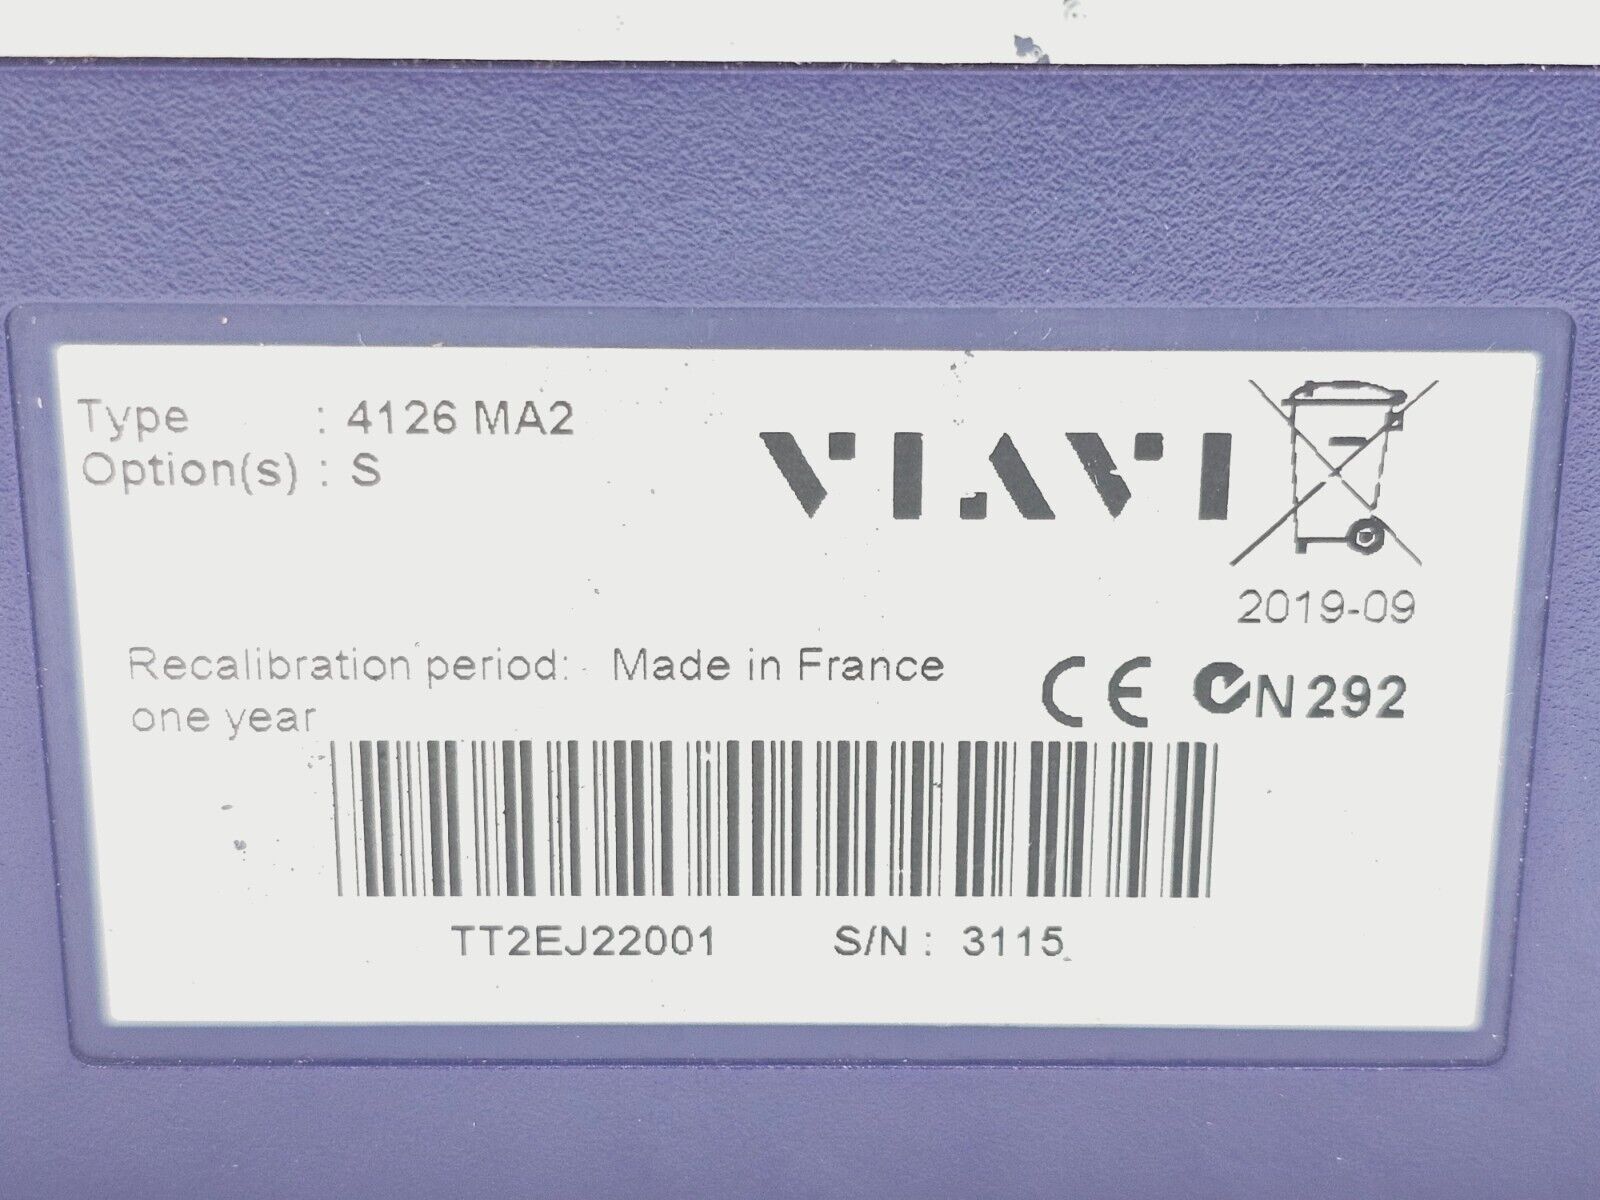 Type : 4126 MA2
Option(s) : S
VIAVI
2019-09
Recalibration period: Made in France
one year
CE N292
TT2EJ22001 S/N : 3115